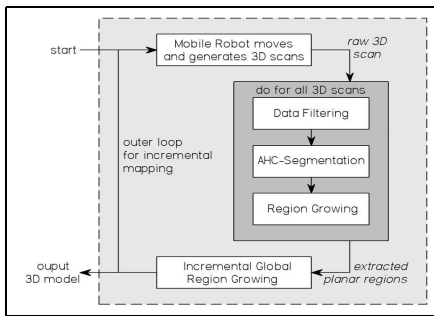 start
Mobile Robot moves
and generates 3D scans
raw 3D
scan
do for all 3D scans
Data Filtering
AHC-Segmentation
Region Growing
outer loop
for incremental
mapping
ouput
3D model
Incremental Global
Region Growing
extracted
planar regions